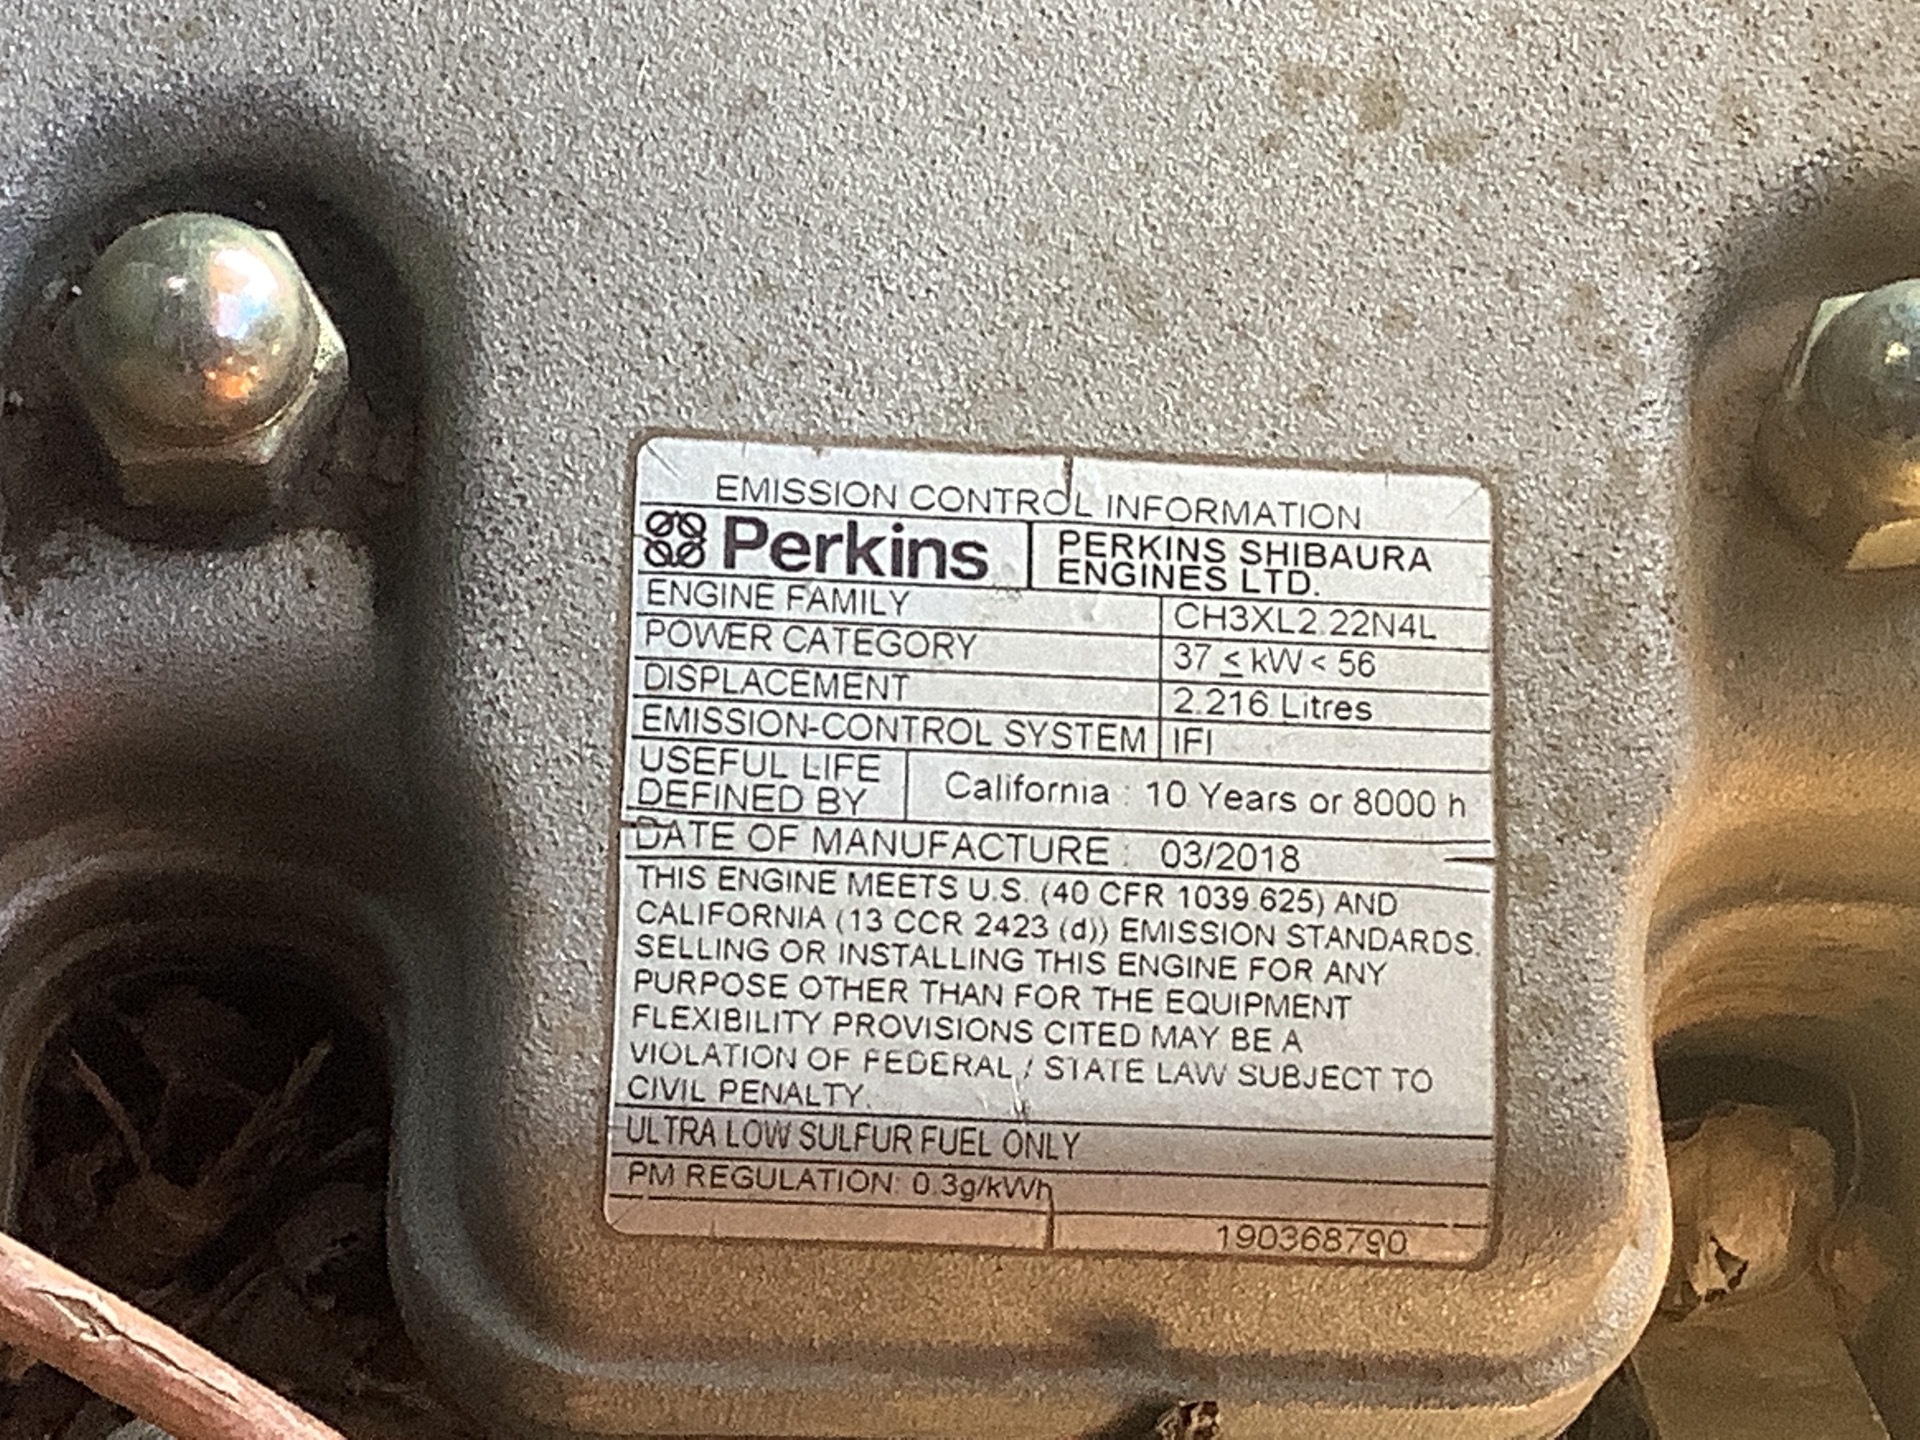 EMISSION CONTROL INFORMATION
Perkins
PERKINS SHIBAURA
ENGINES LTD.
ENGINE FAMILY CH3XL2.22N4L
POWER CATEGORY 37 ≤ kW < 56
DISPLACEMENT 2.216 Litres
EMISSION-CONTROL SYSTEM IFI
USEFUL LIFE
DEFINED BY
California : 10 Years or 8000 h
DATE OF MANUFACTURE : 03/2018
THIS ENGINE MEETS U.S. (40 CFR 1039.625) AND
CALIFORNIA (13 CCR 2423 (d)) EMISSION STANDARDS.
SELLING OR INSTALLING THIS ENGINE FOR ANY
PURPOSE OTHER THAN FOR THE EQUIPMENT
FLEXIBILITY PROVISIONS CITED MAY BE A
VIOLATION OF FEDERAL / STATE LAW SUBJECT TO
CIVIL PENALTY.
ULTRA LOW SULFUR FUEL ONLY
PM REGULATION: 0.3g/kWh
190368790